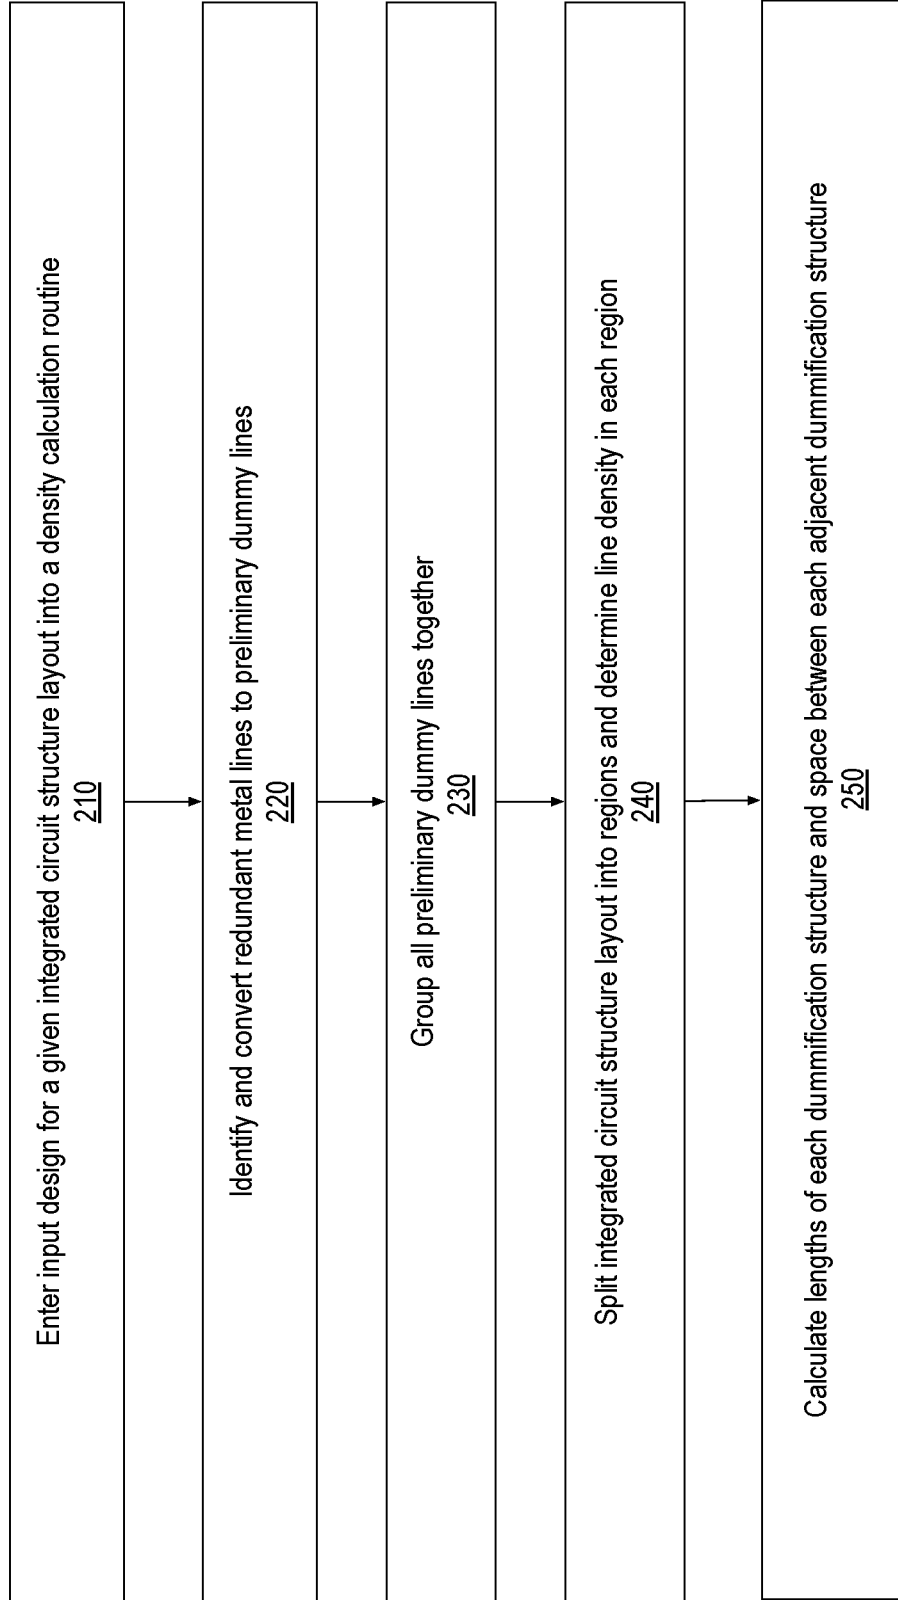 Enter input design for a given integrated circuit structure layout into a density calculation routine
210
Identify and convert redundant metal lines to preliminary dummy lines
220
Group all preliminary dummy lines together
230
Split integrated circuit structure layout into regions and determine line density in each region
240
Calculate lengths of each dummification structure and space between each adjacent dummification structure
250